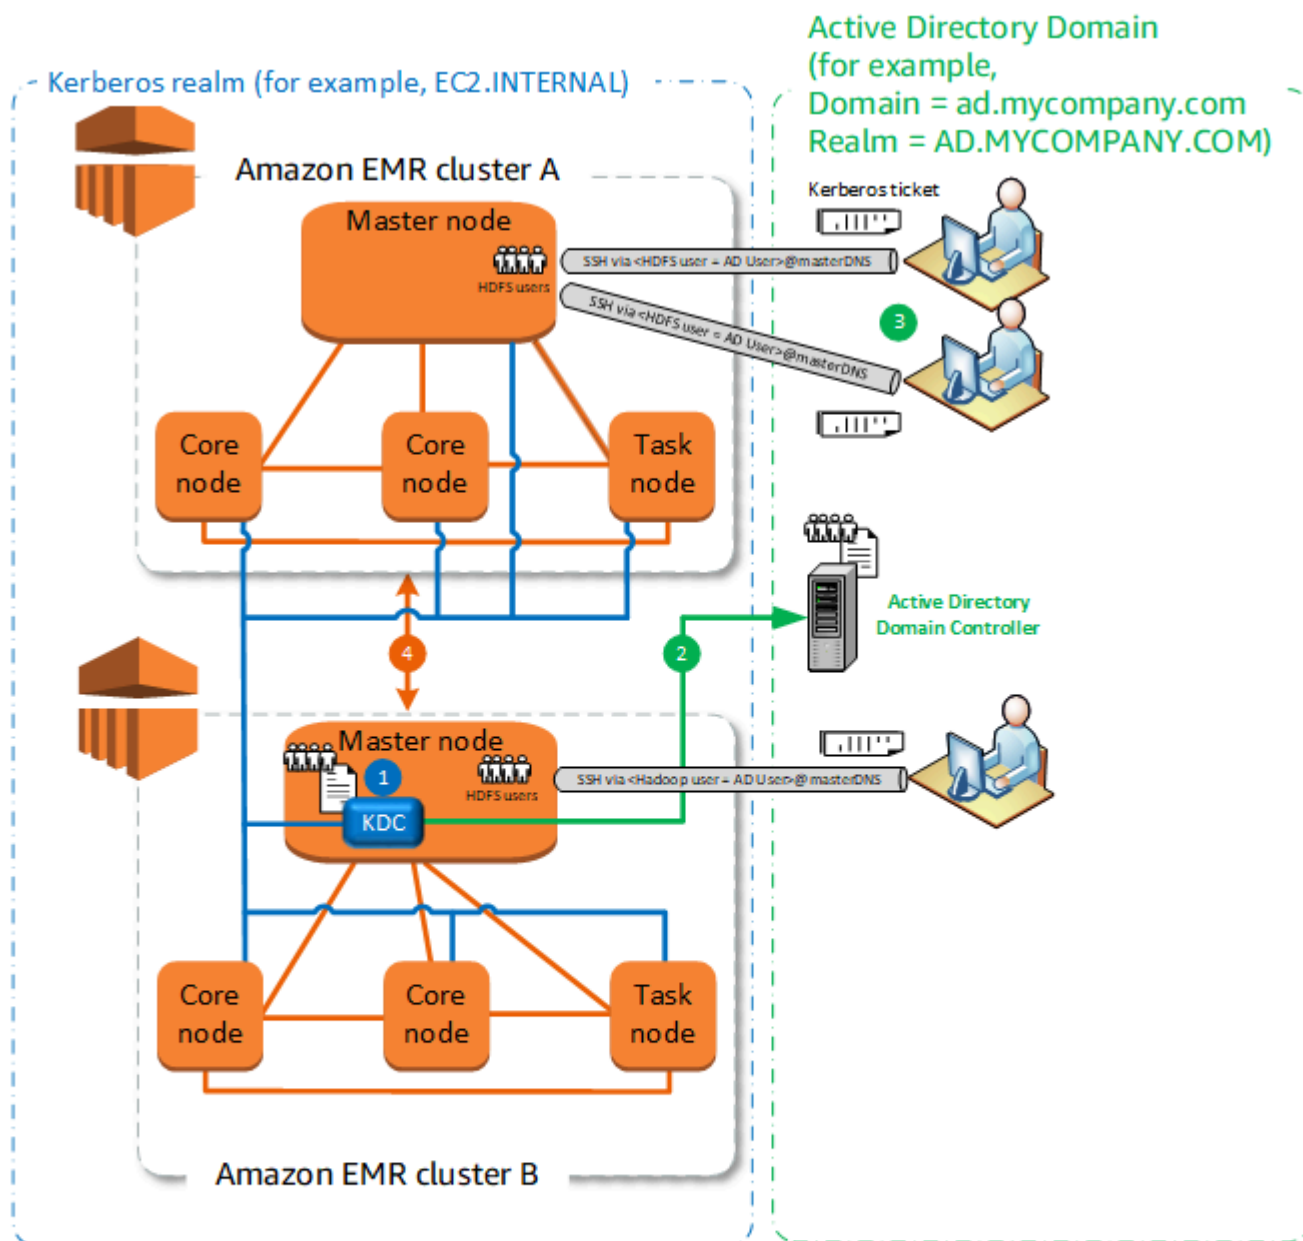 Active Directory Domain
(for example,
Domain = ad.mycompany.com
Realm = AD.MYCOMPANY.COM)
Kerberos realm (for example, EC2.INTERNAL)
Amazon EMR cluster A
Master node
HDFS users
Kerberos ticket
SSH via <HDFS user = AD User>@masterDNS
SSH via <HDFS user = AD User>@masterDNS
3
Core
node
Core
node
Task
node
Active Directory
Domain Controller
4
2
Master node
1
HDFS users
KDC
SSH via <Hadoop user = AD User>@masterDNS
Core
node
Core
node
Task
node
Amazon EMR cluster B